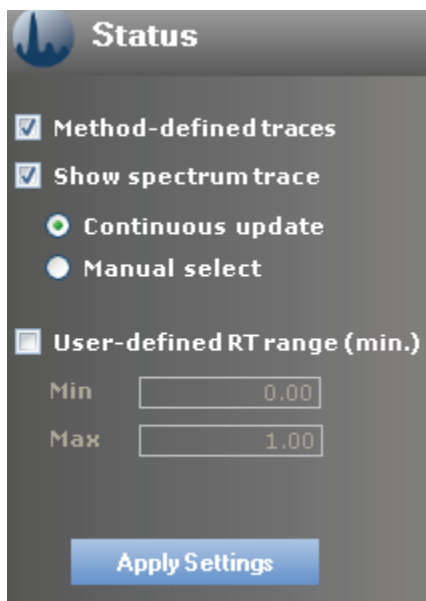 Status
Method-defined traces
Show spectrum trace
Continuous update
Manual select
User-defined RT range (min.)
Min 0.00
Max 1.00
Apply Settings